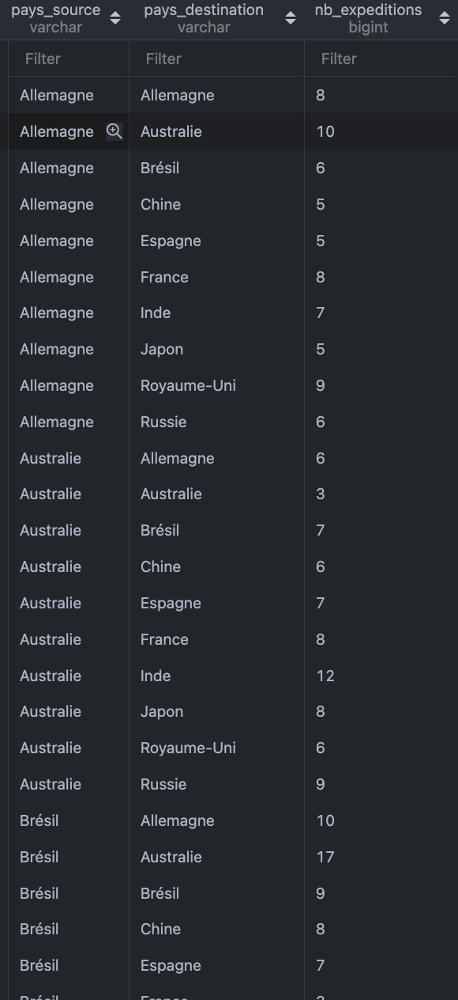 pays_source pays_destination nb_expeditions
varchar varchar bigint
Filter Filter Filter
Allemagne Allemagne 8
Allemagne Australie 10
Allemagne Brésil 6
Allemagne Chine 5
Allemagne Espagne 5
Allemagne France 8
Allemagne Inde 7
Allemagne Japon 5
Allemagne Royaume-Uni 9
Allemagne Russie 6
Australie Allemagne 6
Australie Australie 3
Australie Brésil 7
Australie Chine 6
Australie Espagne 7
Australie France 8
Australie Inde 12
Australie Japon 8
Australie Royaume-Uni 6
Australie Russie 9
Brésil Allemagne 10
Brésil Australie 17
Brésil Brésil 9
Brésil Chine 8
Brésil Espagne 7
Brésil France